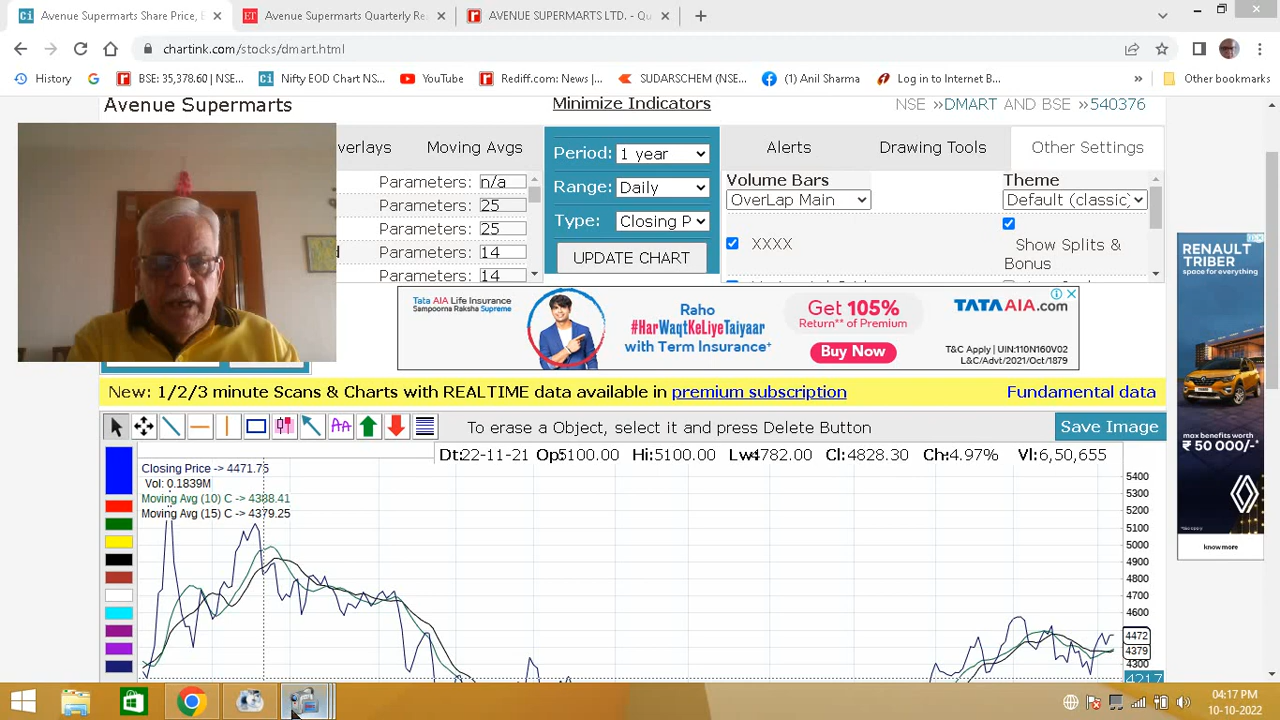 Avenue Supermarts Share Price, E
Avenue Supermarts Quarterly Re
AVENUE SUPERMARTS LTD. - Qu
chartink.com/stocks/dmart.html
History
BSE: 35,378.60 | NSE...
Nifty EOD Chart NS...
YouTube
Rediff.com: News |...
SUDARSCHEM (NSE...
(1) Anil Sharma
Log in to Internet B...
Other bookmarks
Avenue Supermarts
Minimize Indicators
NSE »DMART AND BSE »540376
verlays
Moving Avgs
Period: 1 year
Alerts
Drawing Tools
Other Settings
Parameters: n/a
Parameters: 25
Parameters: 25
Parameters: 14
Parameters: 14
Range: Daily
Type: Closing P
UPDATE CHART
Volume Bars
OverLap Main
XXXX
Theme
Default (classic)
Show Splits &
Bonus
Tata AIA Life Insurance
Sampoorna Raksha Supreme
Raho
#HarWaqtKeLiyeTaiyaar
with Term Insurance+
Get 105%
Return** of Premium
Buy Now
TATAAIA.com
T&C Apply | UIN:110N160V02
L&C/Advt/2021/Oct/1879
RENAULT
TRIBER
space for everything
max benefits worth
₹ 50 000/-*
know more
New: 1/2/3 minute Scans & Charts with REALTIME data available in premium subscription
Fundamental data
To erase a Object, select it and press Delete Button
Save Image
Dt:22-11-21 Op:5100.00 Hi:5100.00 Lw:4782.00 Cl:4828.30 Ch:4.97% Vl:6,50,655
Closing Price -> 4471.75
Vol: 0.1839M
Moving Avg (10) C -> 4388.41
Moving Avg (15) C -> 4379.25
5400
5300
5200
5100
5000
4900
4800
4700
4600
4472
4379
4300
4217
04:17 PM
10-10-2022